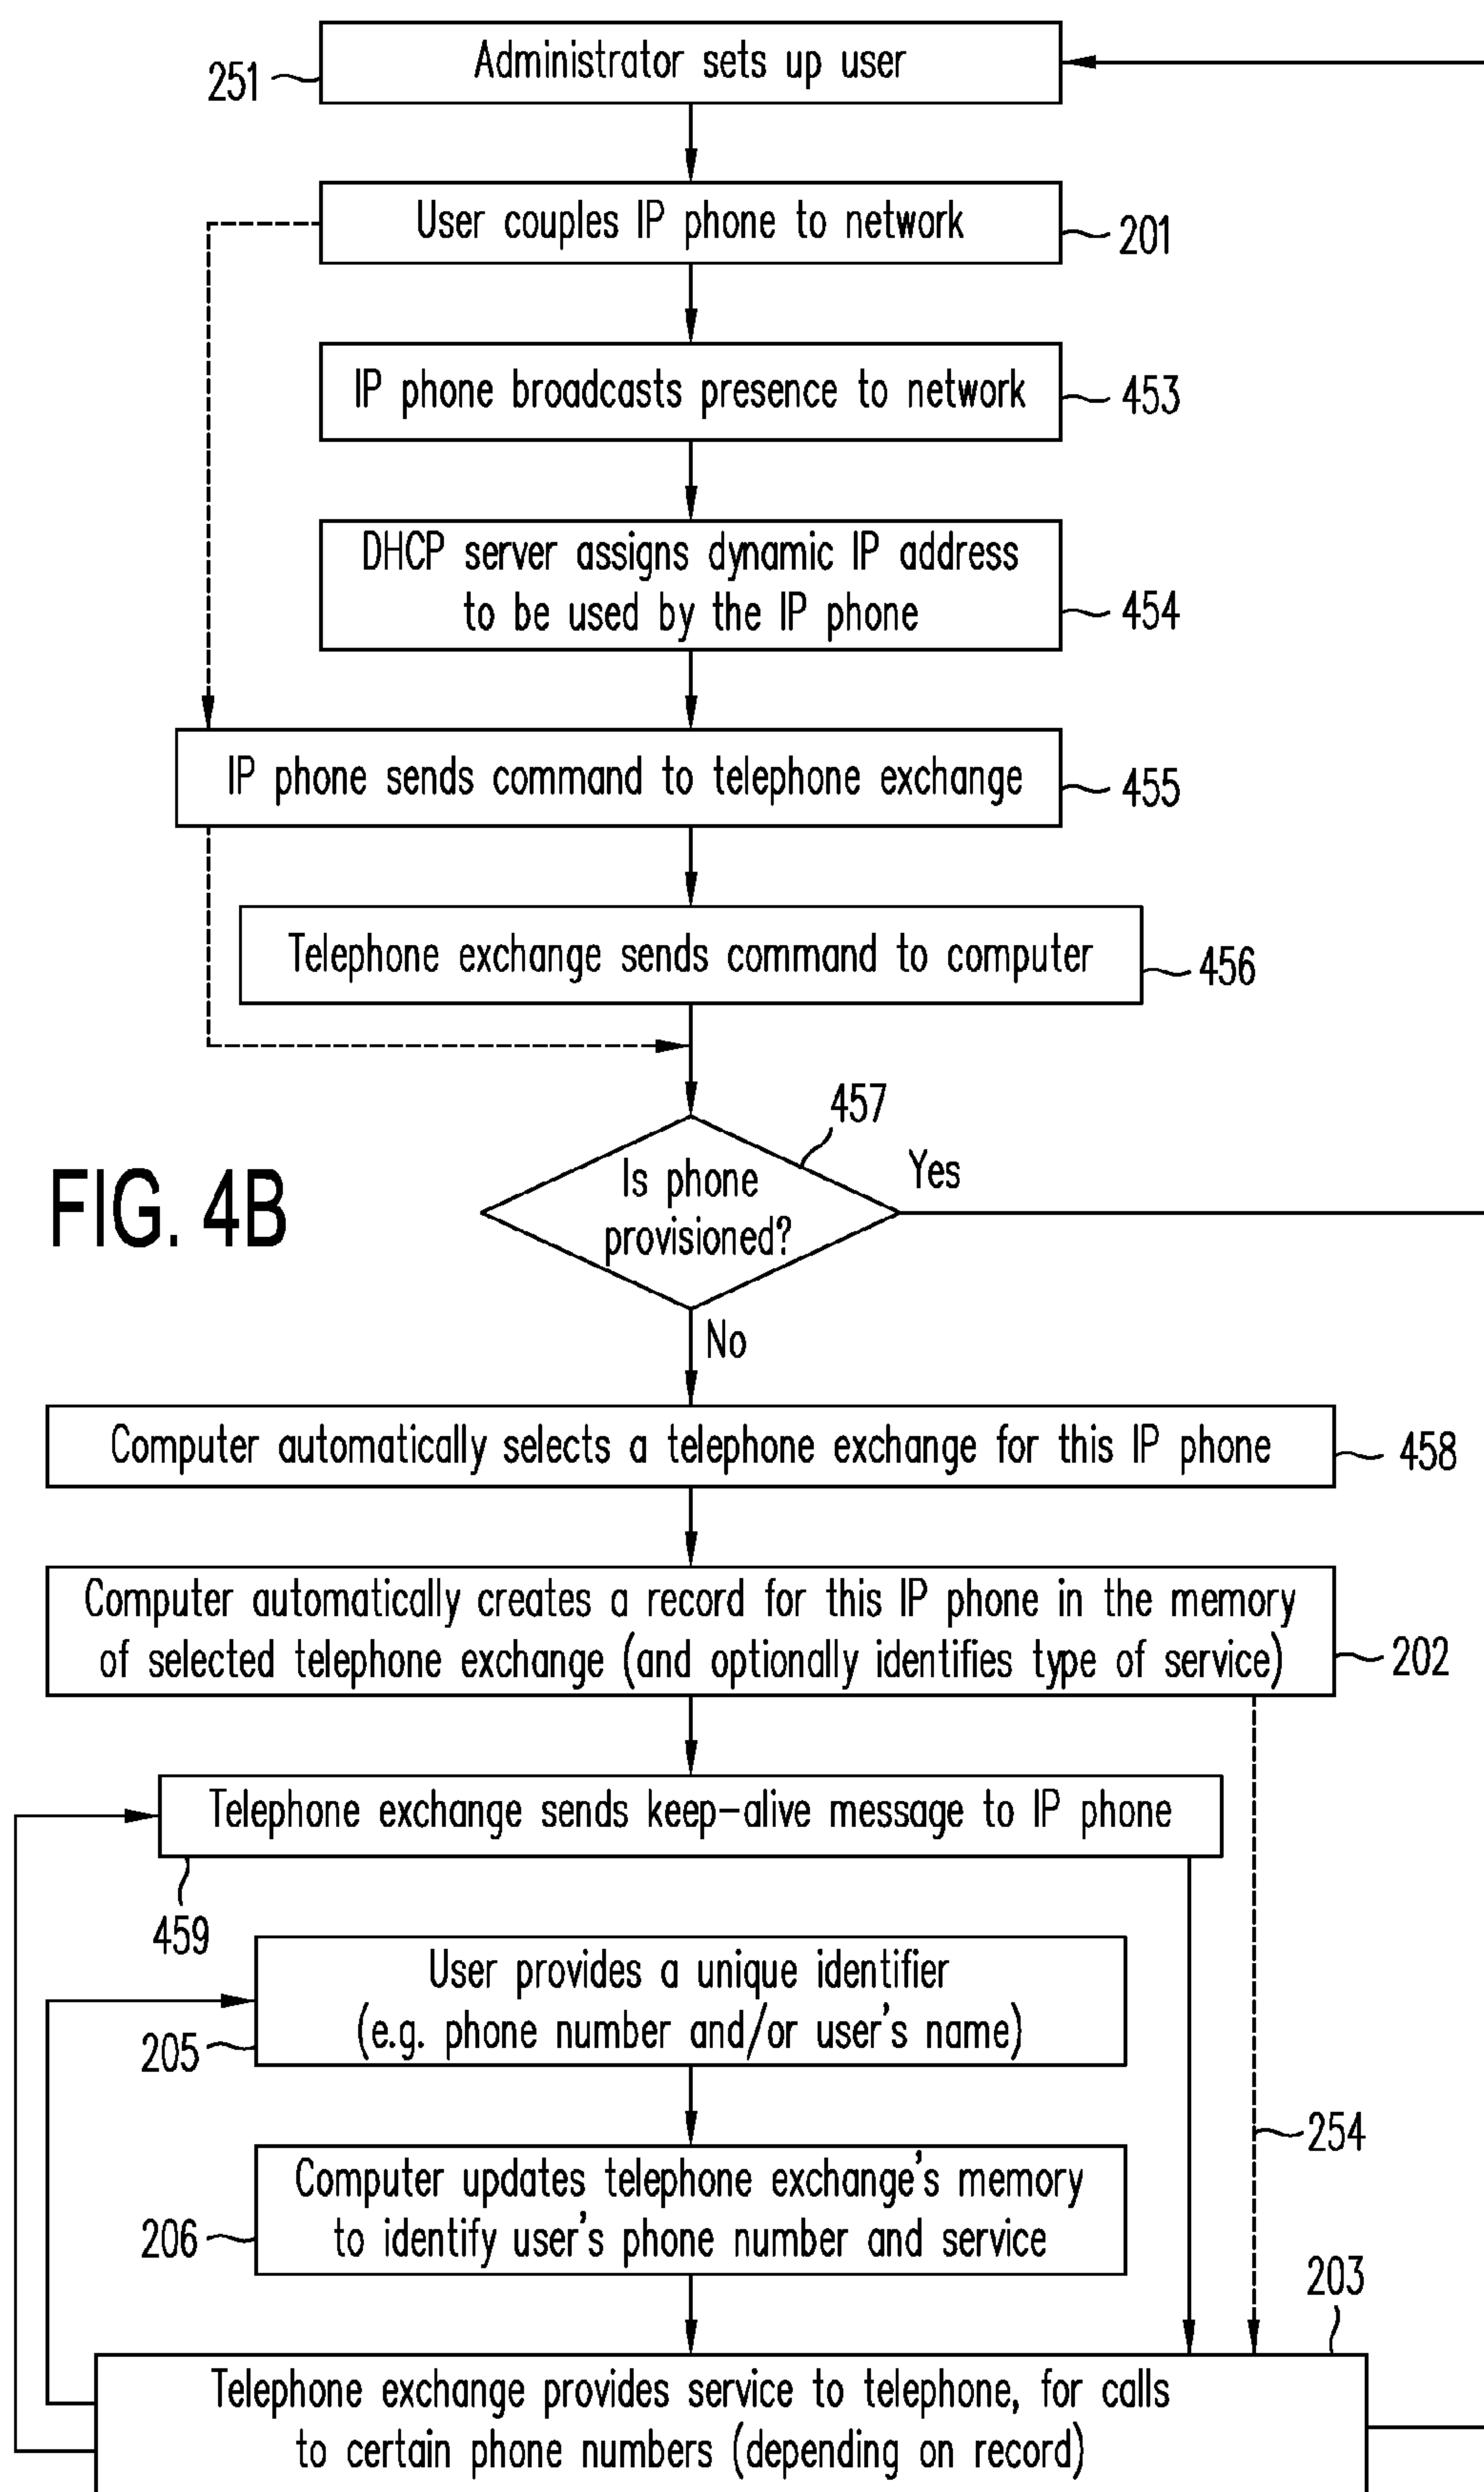 Administrator sets up user
251
User couples IP phone to network
201
IP phone broadcasts presence to network
453
DHCP server assigns dynamic IP address
to be used by the IP phone
454
IP phone sends command to telephone exchange
455
Telephone exchange sends command to computer
456
457
FIG. 4B
Is phone
provisioned?
Yes
No
Computer automatically selects a telephone exchange for this IP phone
458
Computer automatically creates a record for this IP phone in the memory
of selected telephone exchange (and optionally identifies type of service)
202
Telephone exchange sends keep-alive message to IP phone
459
User provides a unique identifier
(e.g. phone number and/or user's name)
205
254
Computer updates telephone exchange's memory
to identify user's phone number and service
206
203
Telephone exchange provides service to telephone, for calls
to certain phone numbers (depending on record)